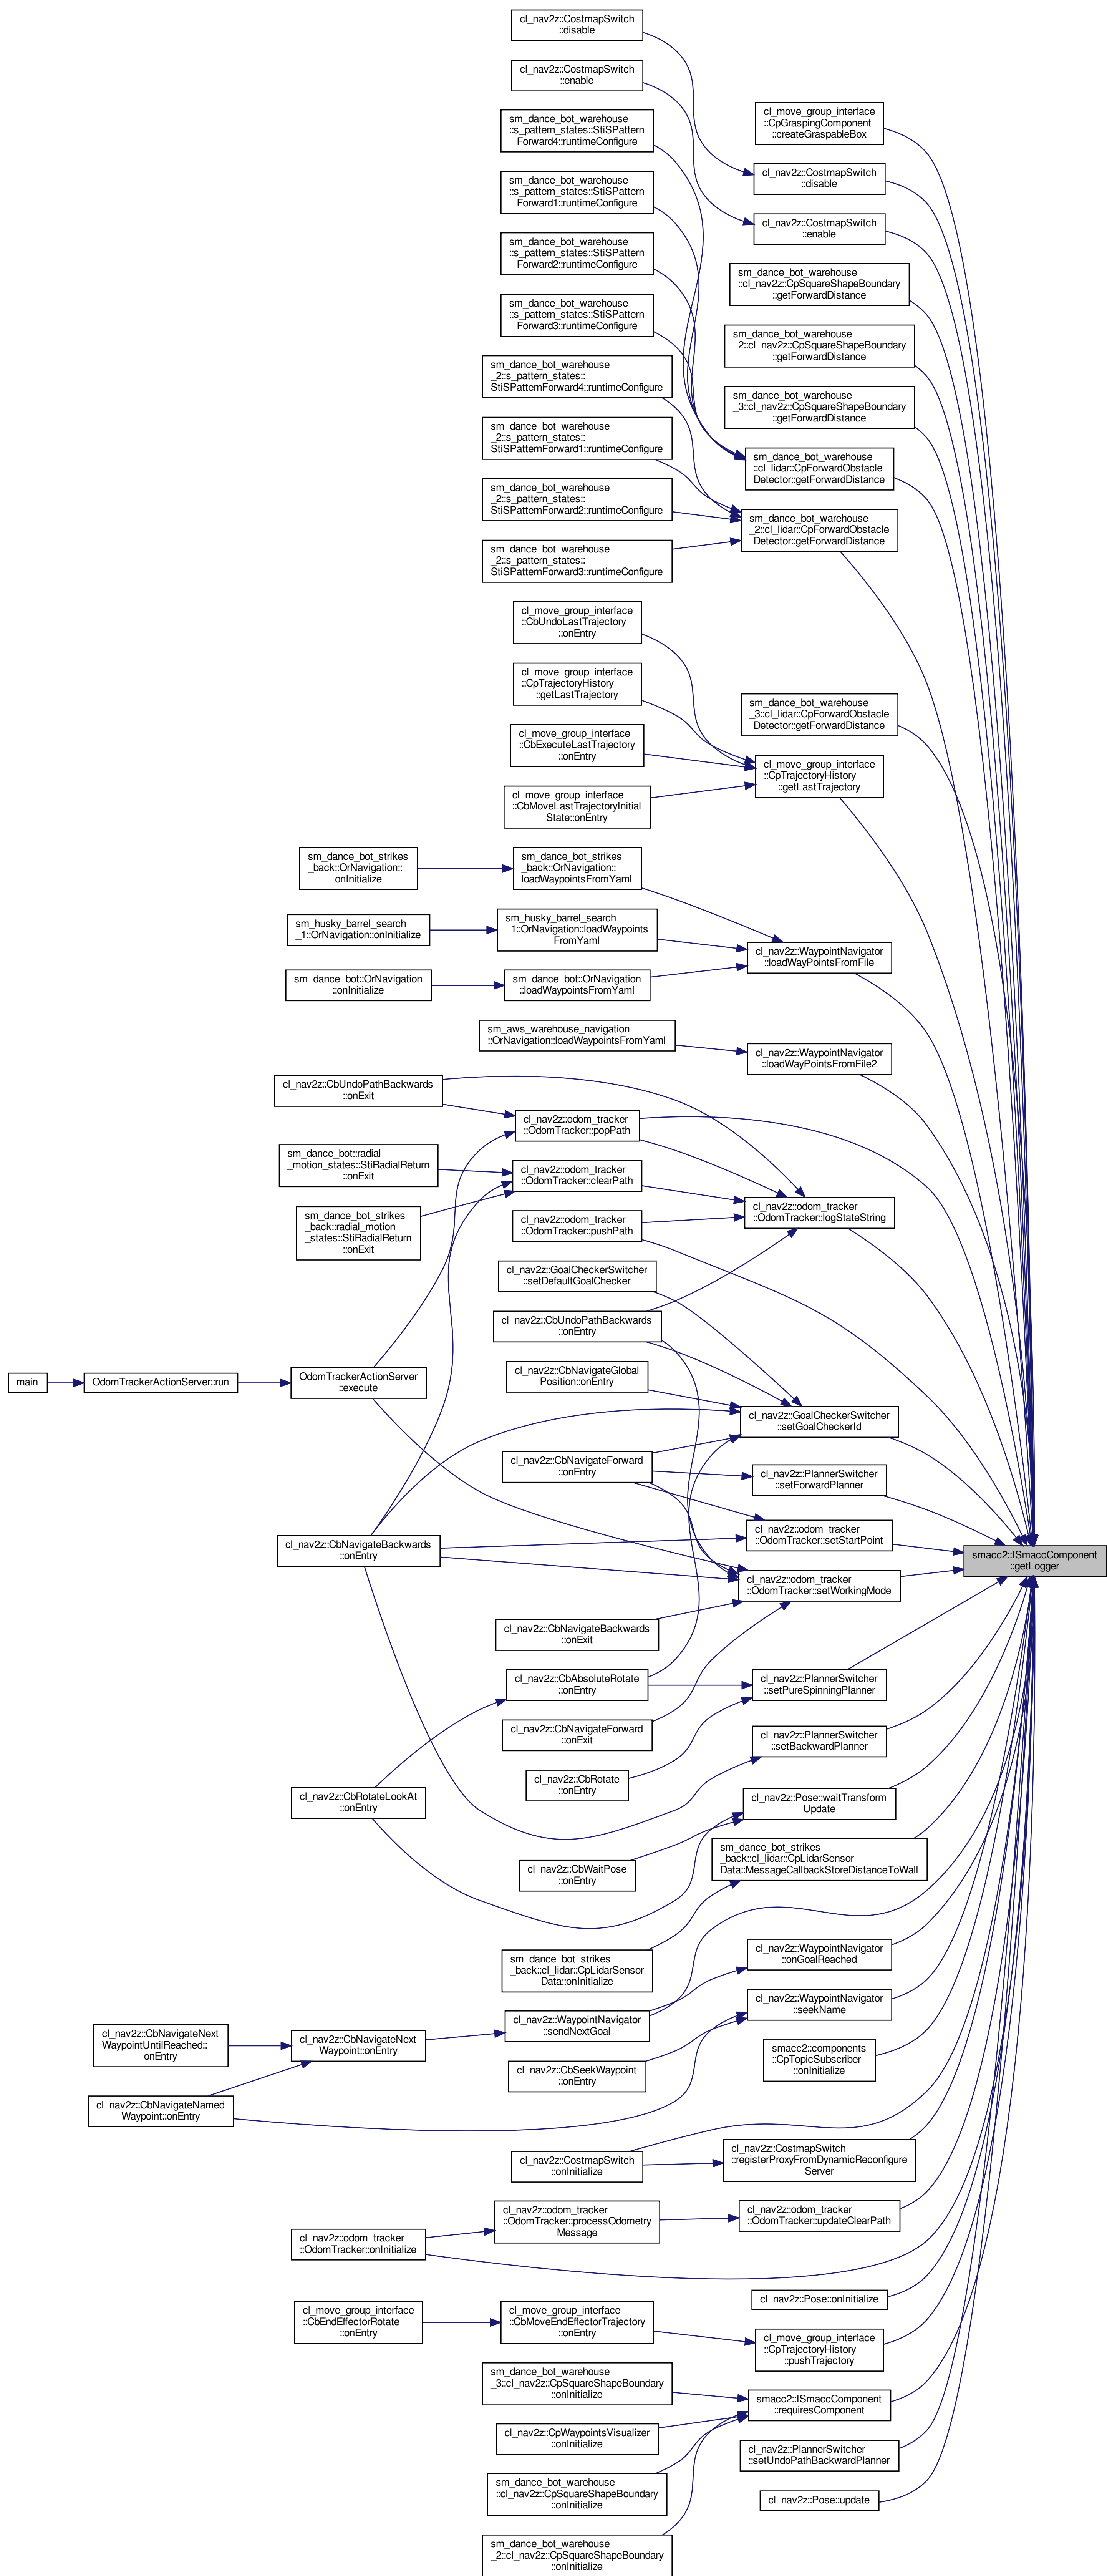 cl_nav2z::CostmapSwitch
::disable
cl_nav2z::CostmapSwitch
::enable
sm_dance_bot_warehouse
::s_pattern_states::StiSPattern
Forward4::runtimeConfigure
sm_dance_bot_warehouse
::s_pattern_states::StiSPattern
Forward1::runtimeConfigure
sm_dance_bot_warehouse
::s_pattern_states::StiSPattern
Forward2::runtimeConfigure
sm_dance_bot_warehouse
::s_pattern_states::StiSPattern
Forward3::runtimeConfigure
sm_dance_bot_warehouse
_2::s_pattern_states::
StiSPatternForward4::runtimeConfigure
sm_dance_bot_warehouse
_2::s_pattern_states::
StiSPatternForward1::runtimeConfigure
sm_dance_bot_warehouse
_2::s_pattern_states::
StiSPatternForward2::runtimeConfigure
sm_dance_bot_warehouse
_2::s_pattern_states::
StiSPatternForward3::runtimeConfigure
cl_move_group_interface
::CpGraspingComponent
::createGraspableBox
cl_nav2z::CostmapSwitch
::disable
cl_nav2z::CostmapSwitch
::enable
sm_dance_bot_warehouse
::cl_nav2z::CpSquareShapeBoundary
::getForwardDistance
sm_dance_bot_warehouse
_2::cl_nav2z::CpSquareShapeBoundary
::getForwardDistance
sm_dance_bot_warehouse
_3::cl_nav2z::CpSquareShapeBoundary
::getForwardDistance
sm_dance_bot_warehouse
::cl_lidar::CpForwardObstacle
Detector::getForwardDistance
sm_dance_bot_warehouse
_2::cl_lidar::CpForwardObstacle
Detector::getForwardDistance
cl_move_group_interface
::CbUndoLastTrajectory
::onEntry
cl_move_group_interface
::CpTrajectoryHistory
::getLastTrajectory
cl_move_group_interface
::CbExecuteLastTrajectory
::onEntry
cl_move_group_interface
::CbMoveLastTrajectoryInitial
State::onEntry
sm_dance_bot_warehouse
_3::cl_lidar::CpForwardObstacle
Detector::getForwardDistance
cl_move_group_interface
::CpTrajectoryHistory
::getLastTrajectory
sm_dance_bot_strikes
_back::OrNavigation::
onInitialize
sm_dance_bot_strikes
_back::OrNavigation::
loadWaypointsFromYaml
sm_husky_barrel_search
_1::OrNavigation::onInitialize
sm_husky_barrel_search
_1::OrNavigation::loadWaypoints
FromYaml
sm_dance_bot::OrNavigation
::onInitialize
sm_dance_bot::OrNavigation
::loadWaypointsFromYaml
cl_nav2z::WaypointNavigator
::loadWayPointsFromFile
sm_aws_warehouse_navigation
::OrNavigation::loadWaypointsFromYaml
cl_nav2z::WaypointNavigator
::loadWayPointsFromFile2
cl_nav2z::CbUndoPathBackwards
::onExit
cl_nav2z::odom_tracker
::OdomTracker::popPath
sm_dance_bot::radial
_motion_states::StiRadialReturn
::onExit
cl_nav2z::odom_tracker
::OdomTracker::clearPath
sm_dance_bot_strikes
_back::radial_motion
_states::StiRadialReturn
::onExit
cl_nav2z::odom_tracker
::OdomTracker::pushPath
cl_nav2z::odom_tracker
::OdomTracker::logStateString
cl_nav2z::GoalCheckerSwitcher
::setDefaultGoalChecker
cl_nav2z::CbUndoPathBackwards
::onEntry
main
OdomTrackerActionServer::run
OdomTrackerActionServer
::execute
cl_nav2z::CbNavigateGlobal
Position::onEntry
cl_nav2z::GoalCheckerSwitcher
::setGoalCheckerId
cl_nav2z::CbNavigateForward
::onEntry
cl_nav2z::PlannerSwitcher
::setForwardPlanner
cl_nav2z::CbNavigateBackwards
::onEntry
cl_nav2z::odom_tracker
::OdomTracker::setStartPoint
smacc2::ISmaccComponent
::getLogger
cl_nav2z::odom_tracker
::OdomTracker::setWorkingMode
cl_nav2z::CbNavigateBackwards
::onExit
cl_nav2z::CbAbsoluteRotate
::onEntry
cl_nav2z::PlannerSwitcher
::setPureSpinningPlanner
cl_nav2z::CbNavigateForward
::onExit
cl_nav2z::PlannerSwitcher
::setBackwardPlanner
cl_nav2z::CbRotate
::onEntry
cl_nav2z::CbRotateLookAt
::onEntry
cl_nav2z::Pose::waitTransform
Update
sm_dance_bot_strikes
_back::cl_lidar::CpLidarSensor
Data::MessageCallbackStoreDistanceToWall
cl_nav2z::CbWaitPose
::onEntry
sm_dance_bot_strikes
_back::cl_lidar::CpLidarSensor
Data::onInitialize
cl_nav2z::WaypointNavigator
::onGoalReached
cl_nav2z::WaypointNavigator
::seekName
cl_nav2z::CbNavigateNext
WaypointUntilReached::
onEntry
cl_nav2z::CbNavigateNext
Waypoint::onEntry
cl_nav2z::WaypointNavigator
::sendNextGoal
cl_nav2z::CbSeekWaypoint
::onEntry
smacc2::components
::CpTopicSubscriber
::onInitialize
cl_nav2z::CbNavigateNamed
Waypoint::onEntry
cl_nav2z::CostmapSwitch
::onInitialize
cl_nav2z::CostmapSwitch
::registerProxyFromDynamicReconfigure
Server
cl_nav2z::odom_tracker
::OdomTracker::onInitialize
cl_nav2z::odom_tracker
::OdomTracker::processOdometry
Message
cl_nav2z::odom_tracker
::OdomTracker::updateClearPath
cl_nav2z::Pose::onInitialize
cl_move_group_interface
::CbEndEffectorRotate
::onEntry
cl_move_group_interface
::CbMoveEndEffectorTrajectory
::onEntry
cl_move_group_interface
::CpTrajectoryHistory
::pushTrajectory
sm_dance_bot_warehouse
_3::cl_nav2z::CpSquareShapeBoundary
::onInitialize
smacc2::ISmaccComponent
::requiresComponent
cl_nav2z::CpWaypointsVisualizer
::onInitialize
cl_nav2z::PlannerSwitcher
::setUndoPathBackwardPlanner
sm_dance_bot_warehouse
::cl_nav2z::CpSquareShapeBoundary
::onInitialize
cl_nav2z::Pose::update
sm_dance_bot_warehouse
_2::cl_nav2z::CpSquareShapeBoundary
::onInitialize